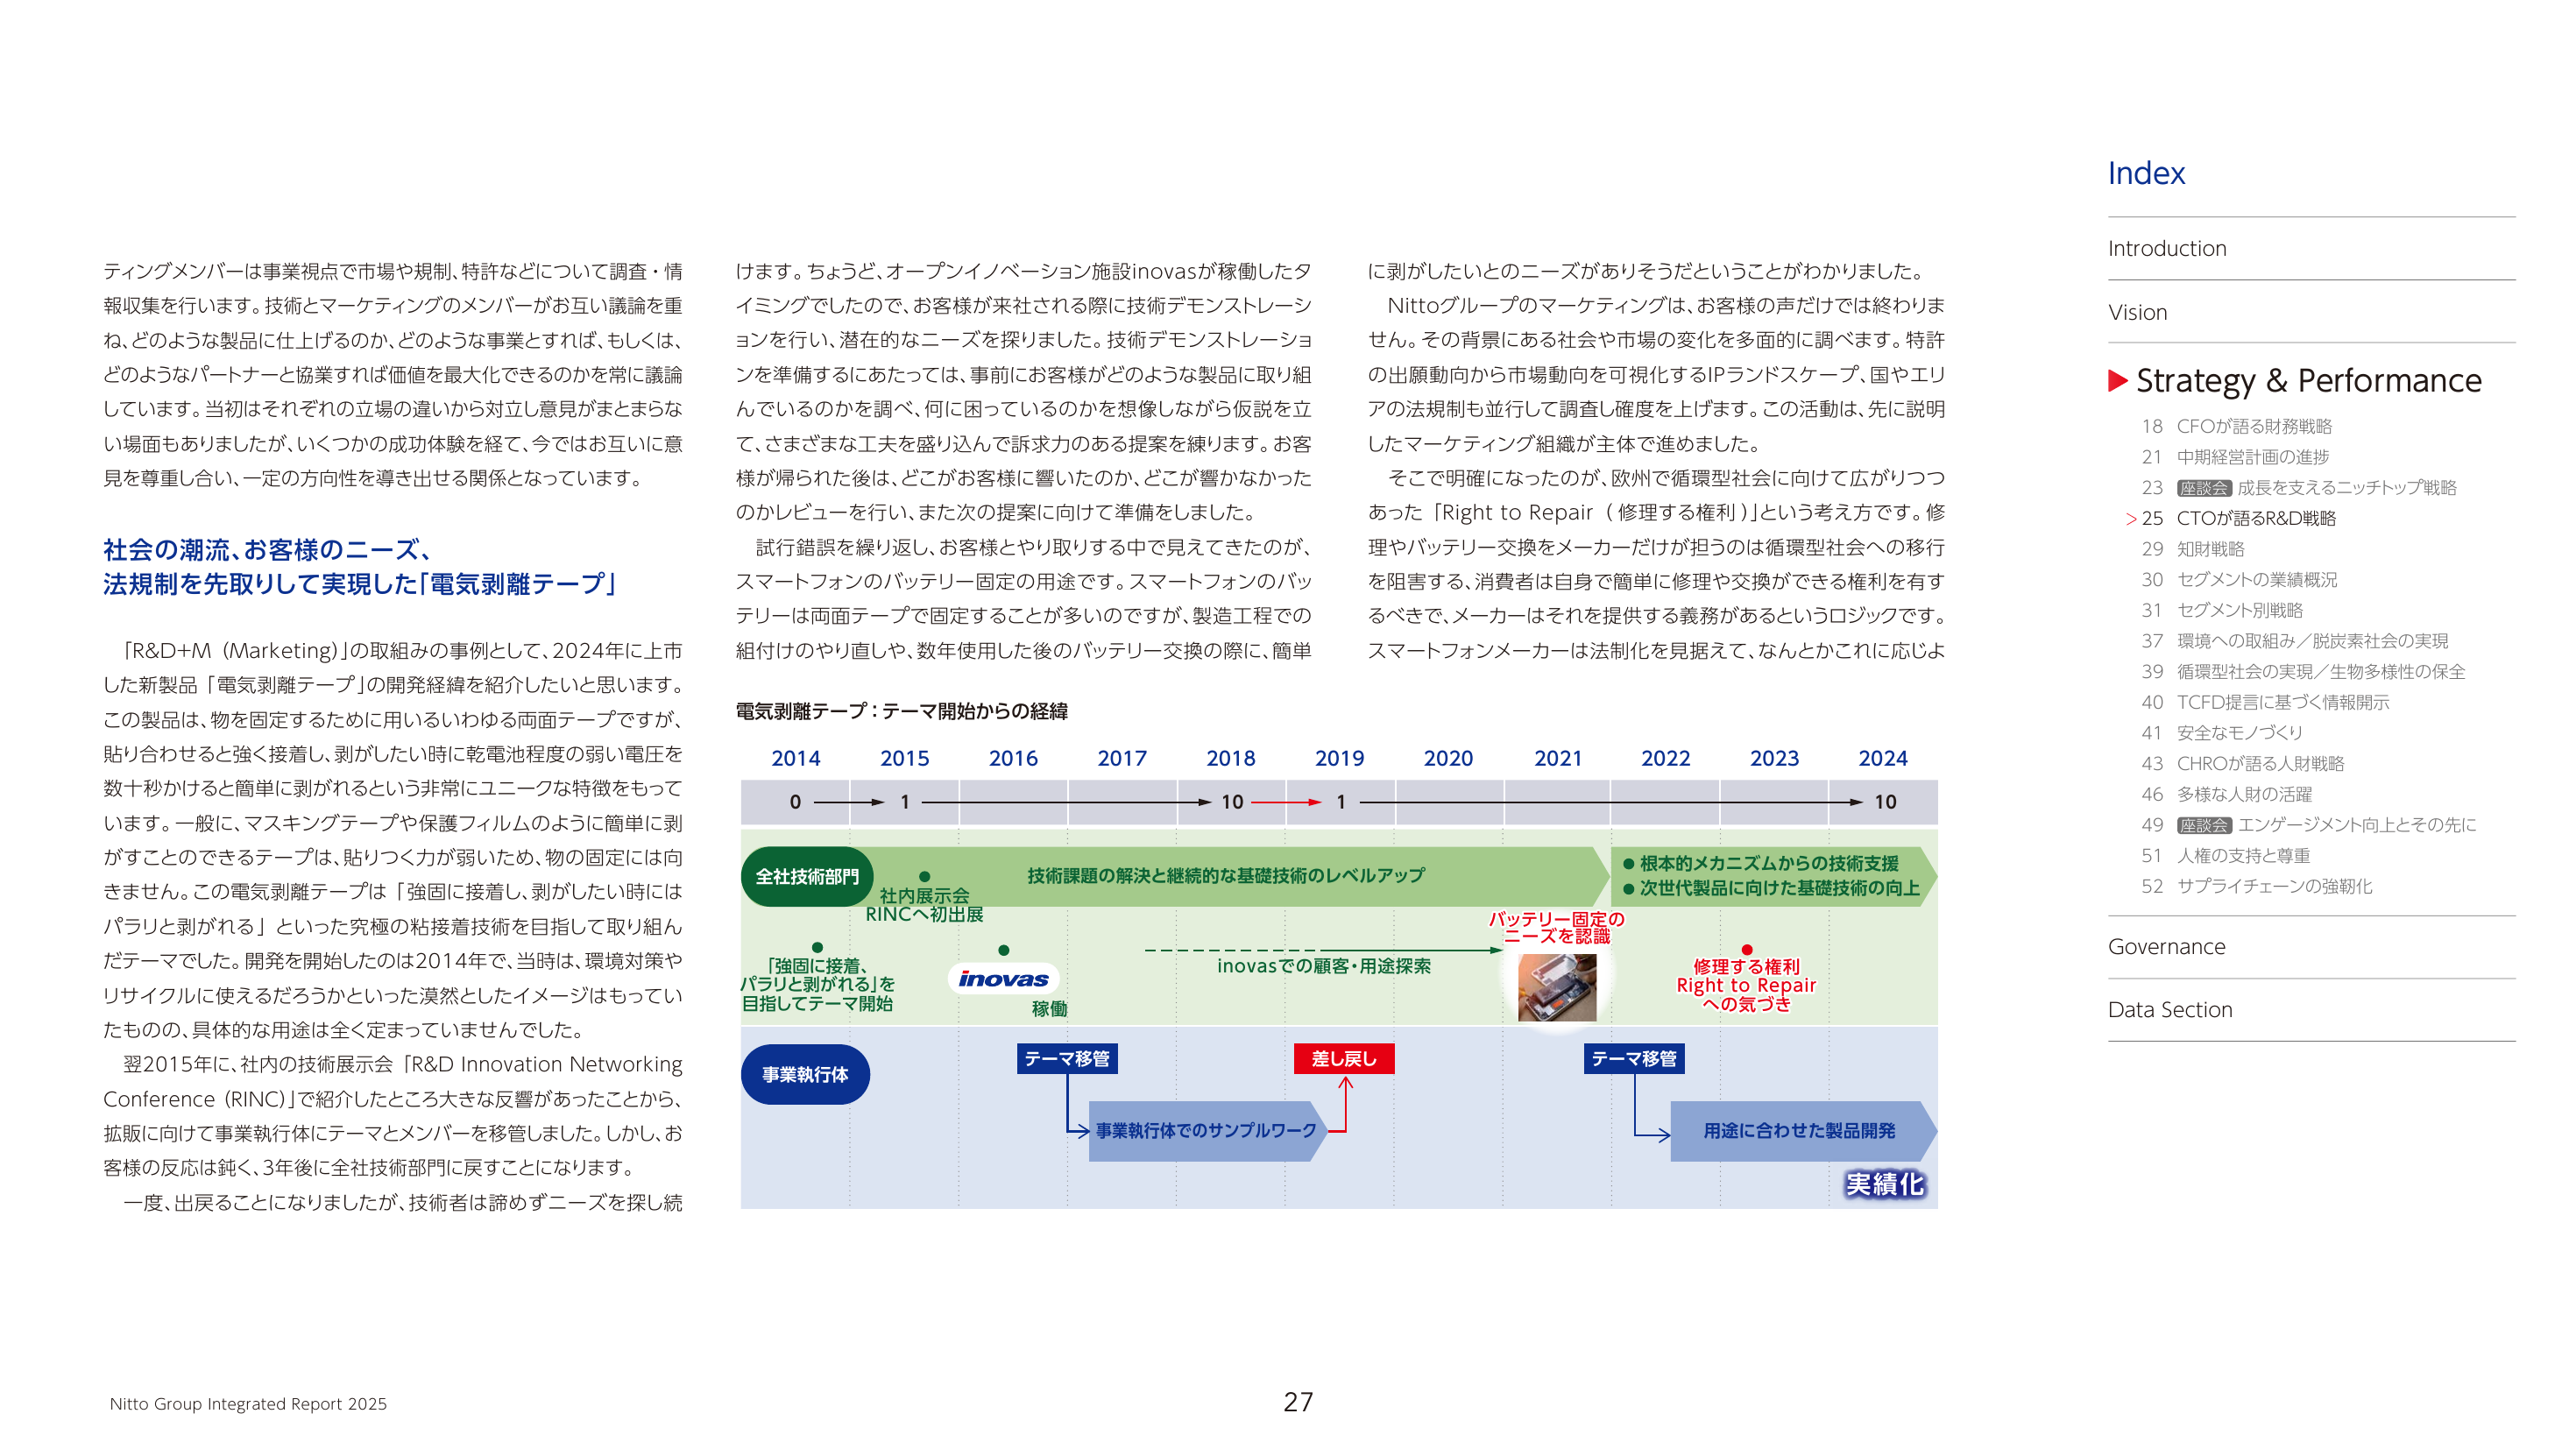 ティングメンバーは事業視点で市場や規制、特許などについて調査・情
報収集を行います。技術とマーケティングのメンバーがお互い議論を重
ね、どのような製品に仕上げるのか、どのような事業とすれば、もしくは、
どのようなパートナーと協業すれば価値を最大化できるのかを常に議論
しています。当初はそれぞれの立場の違いから対立し意見がまとまらな
い場面もありましたが、いくつかの成功体験を経て、今ではお互いに意
見を尊重し合い、一定の方向性を導き出せる関係となっています。
社会の潮流、お客様のニーズ、
法規制を先取りして実現した「電気剥離テープ」
「R&D+M（Marketing）」の取組みの事例として、2024年に上市
した新製品「電気剥離テープ」の開発経緯を紹介したいと思います。
この製品は、物を固定するために用いるいわゆる両面テープですが、
貼り合わせると強く接着し、剥がしたい時に乾電池程度の弱い電圧を
数十秒かけると簡単に剥がれるという非常にユニークな特徴をもって
います。一般に、マスキングテープや保護フィルムのように簡単に剥
がすことのできるテープは、貼りつく力が弱いため、物の固定には向
きません。この電気剥離テープは「強固に接着し、剥がしたい時には
パラリと剥がれる」といった究極の粘接着技術を目指して取り組ん
だテーマでした。開発を開始したのは2014年で、当時は、環境対策や
リサイクルに使えるだろうかといった漠然としたイメージはもってい
たものの、具体的な用途は全く定まっていませんでした。
翌2015年に、社内の技術展示会「R&D Innovation Networking
Conference（RINC）」で紹介したところ大きな反響があったことから、
拡販に向けて事業執行体にテーマとメンバーを移管しました。しかし、お
客様の反応は鈍く、3年後に全社技術部門に戻すことになります。
一度、出戻ることになりましたが、技術者は諦めずニーズを探し続
けます。ちょうど、オープンイノベーション施設inovasが稼働したタ
イミングでしたので、お客様が来社される際に技術デモンストレーシ
ョンを行い、潜在的なニーズを探りました。技術デモンストレーショ
ンを準備するにあたっては、事前にお客様がどのような製品に取り組
んでいるのかを調べ、何に困っているのかを想像しながら仮説を立
て、さまざまな工夫を盛り込んで訴求力のある提案を練ります。お客
様が帰られた後は、どこがお客様に響いたのか、どこが響かなかった
のかレビューを行い、また次の提案に向けて準備をしました。
試行錯誤を繰り返し、お客様とやり取りする中で見えてきたのが、
スマートフォンのバッテリー固定の用途です。スマートフォンのバッ
テリーは両面テープで固定することが多いのですが、製造工程での
組付けのやり直しや、数年使用した後のバッテリー交換の際に、簡単
に剥がしたいとのニーズがありそうだということがわかりました。
Nittoグループのマーケティングは、お客様の声だけでは終わりま
せん。その背景にある社会や市場の変化を多面的に調べます。特許
の出願動向から市場動向を可視化するIPランドスケープ、国やエリ
アの法規制も並行して調査し確度を上げます。この活動は、先に説明
したマーケティング組織が主体で進めました。
そこで明確になったのが、欧州で循環型社会に向けて広がりつつ
あった「Right to Repair（修理する権利）」という考え方です。修
理やバッテリー交換をメーカーだけが担うのは循環型社会への移行
を阻害する、消費者は自身で簡単に修理や交換ができる権利を有す
るべきで、メーカーはそれを提供する義務があるというロジックです。
スマートフォンメーカーは法制化を見据えて、なんとかこれに応じよ
電気剥離テープ：テーマ開始からの経緯
2014 2015 2016 2017 2018 2019 2020 2021 2022 2023 2024
0 1 10 1 10
全社技術部門
社内展示会
RINCへ初出展
技術課題の解決と継続的な基礎技術のレベルアップ
● 根本的メカニズムからの技術支援
● 次世代製品に向けた基礎技術の向上
「強固に接着、
パラリと剥がれる」を
目指してテーマ開始
inovas
稼働
inovasでの顧客・用途探索
バッテリー固定の
ニーズを認識
修理する権利
Right to Repair
への気づき
事業執行体
テーマ移管
差し戻し
テーマ移管
事業執行体でのサンプルワーク
用途に合わせた製品開発
実績化
Index
Introduction
Vision
Strategy & Performance
18 CFOが語る財務戦略
21 中期経営計画の進捗
23 座談会 成長を支えるニッチトップ戦略
> 25 CTOが語るR&D戦略
29 知財戦略
30 セグメントの業績概況
31 セグメント別戦略
37 環境への取組み／脱炭素社会の実現
39 循環型社会の実現／生物多様性の保全
40 TCFD提言に基づく情報開示
41 安全なモノづくり
43 CHROが語る人財戦略
46 多様な人財の活躍
49 座談会 エンゲージメント向上とその先に
51 人権の支持と尊重
52 サプライチェーンの強靭化
Governance
Data Section
Nitto Group Integrated Report 2025
27